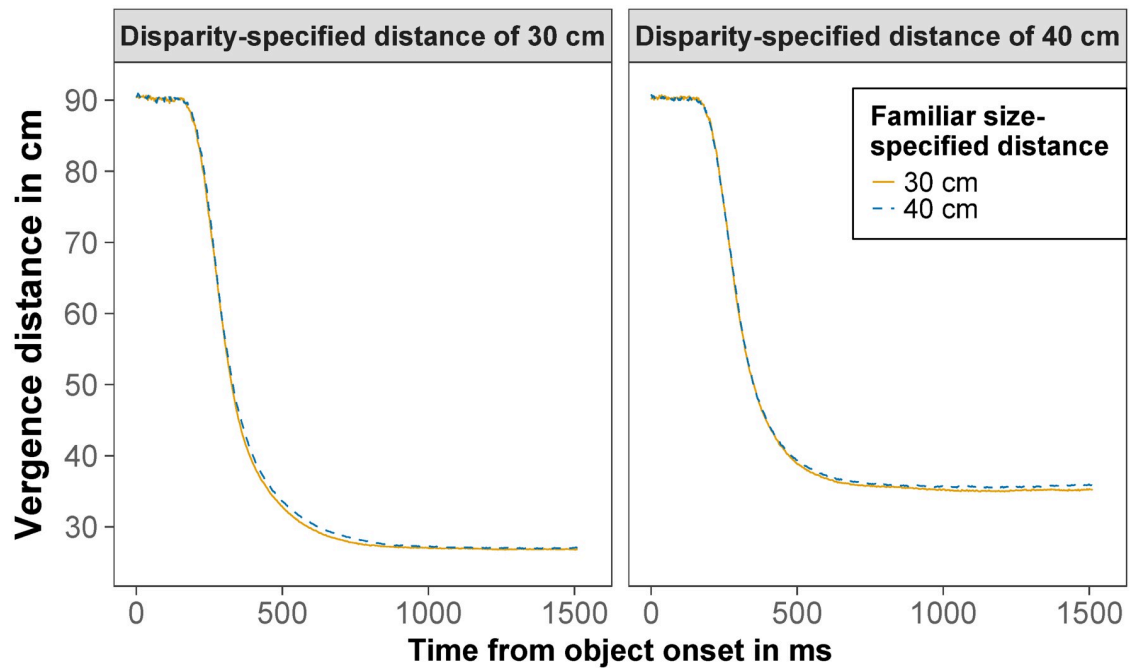 Disparity-specified distance of 30 cm
Disparity-specified distance of 40 cm
Vergence distance in cm
90
80
70
60
50
40
30
Familiar size-
specified distance
30 cm
40 cm
0
500
1000
1500
0
500
1000
1500
Time from object onset in ms